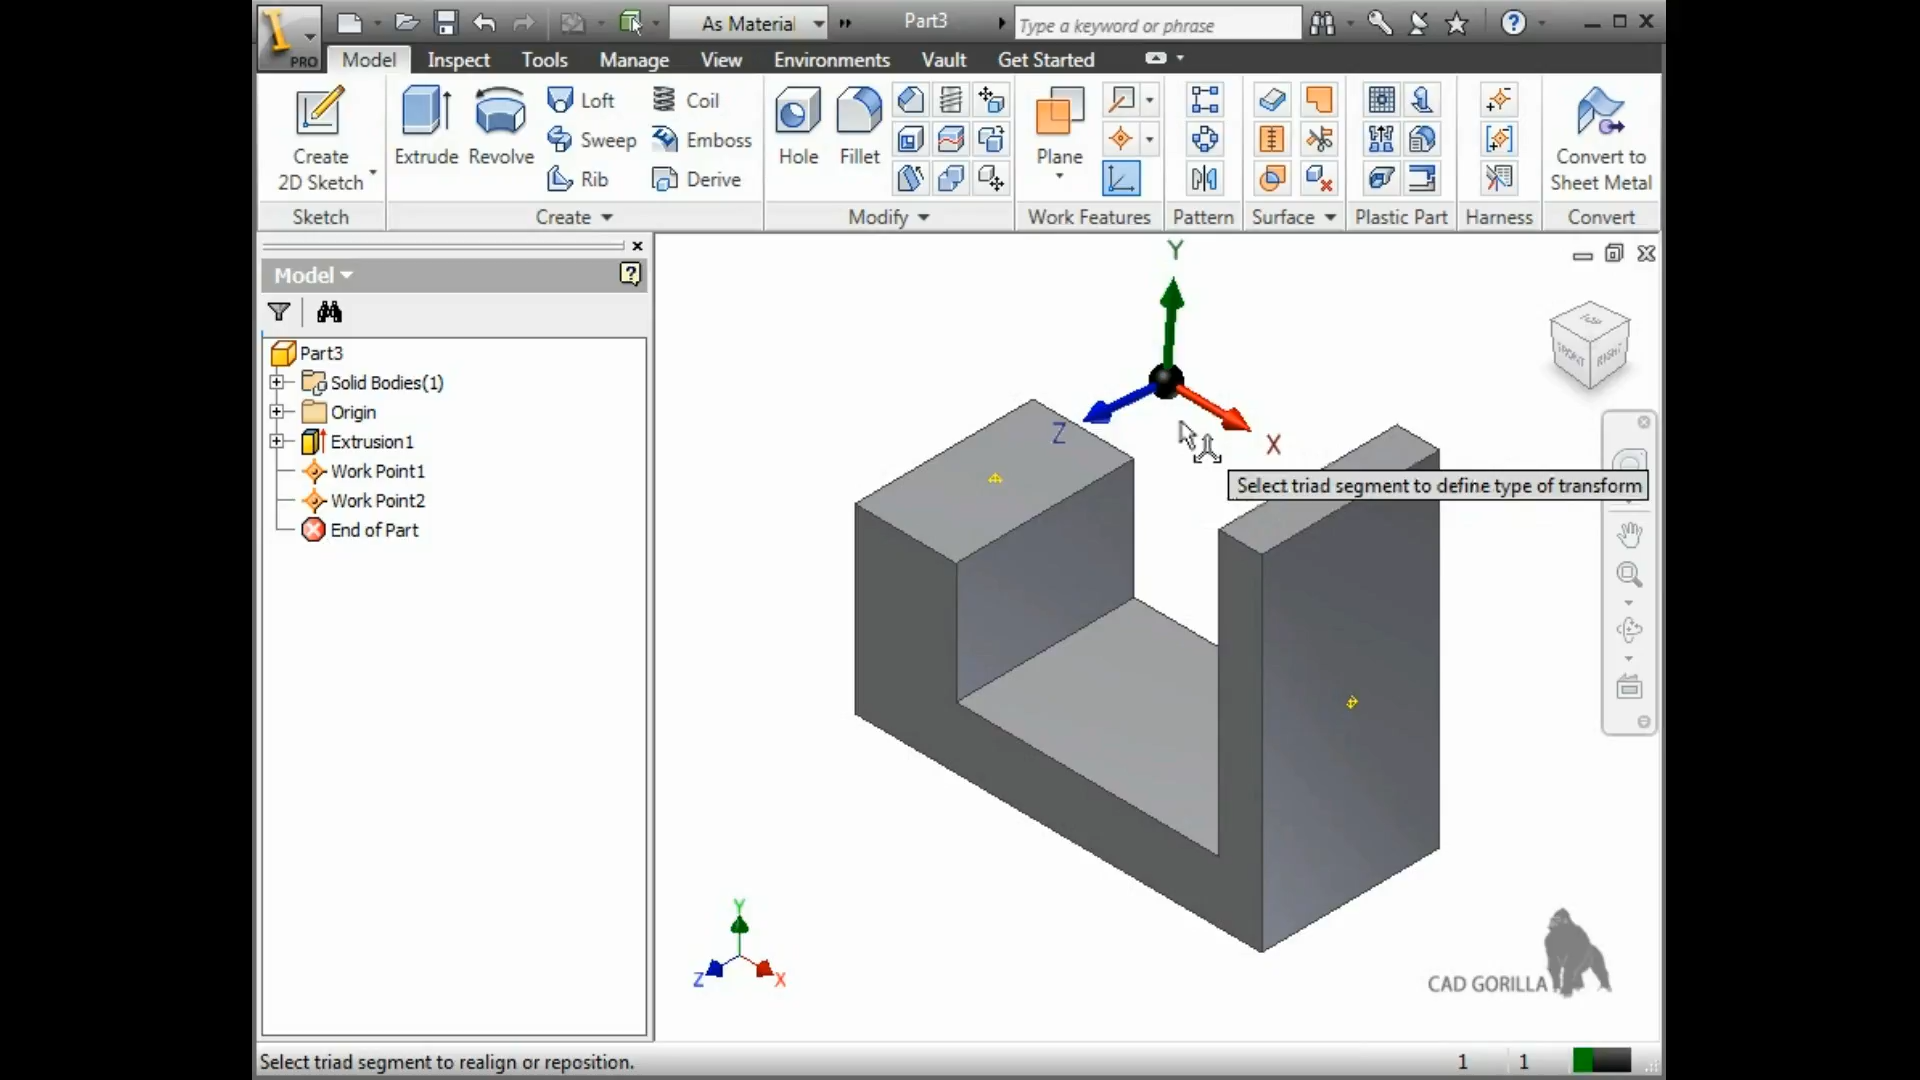 PRO
As Material
Part3
Type a keyword or phrase
Model
Inspect
Tools
Manage
View
Environments
Vault
Get Started
Create
2D Sketch
Sketch
Extrude
Revolve
Loft
Sweep
Rib
Coil
Emboss
Derive
Create
Hole
Fillet
Modify
Plane
Work Features
Pattern
Surface
Plastic Part
Harness
Convert to
Sheet Metal
Convert
Model
Part3
Solid Bodies(1)
Origin
Extrusion1
Work Point1
Work Point2
End of Part
Y
Z
X
Select triad segment to define type of transform
TOP
FRONT
RIGHT
Y
Z
X
CAD GORILLA
Select triad segment to realign or reposition.
1
1